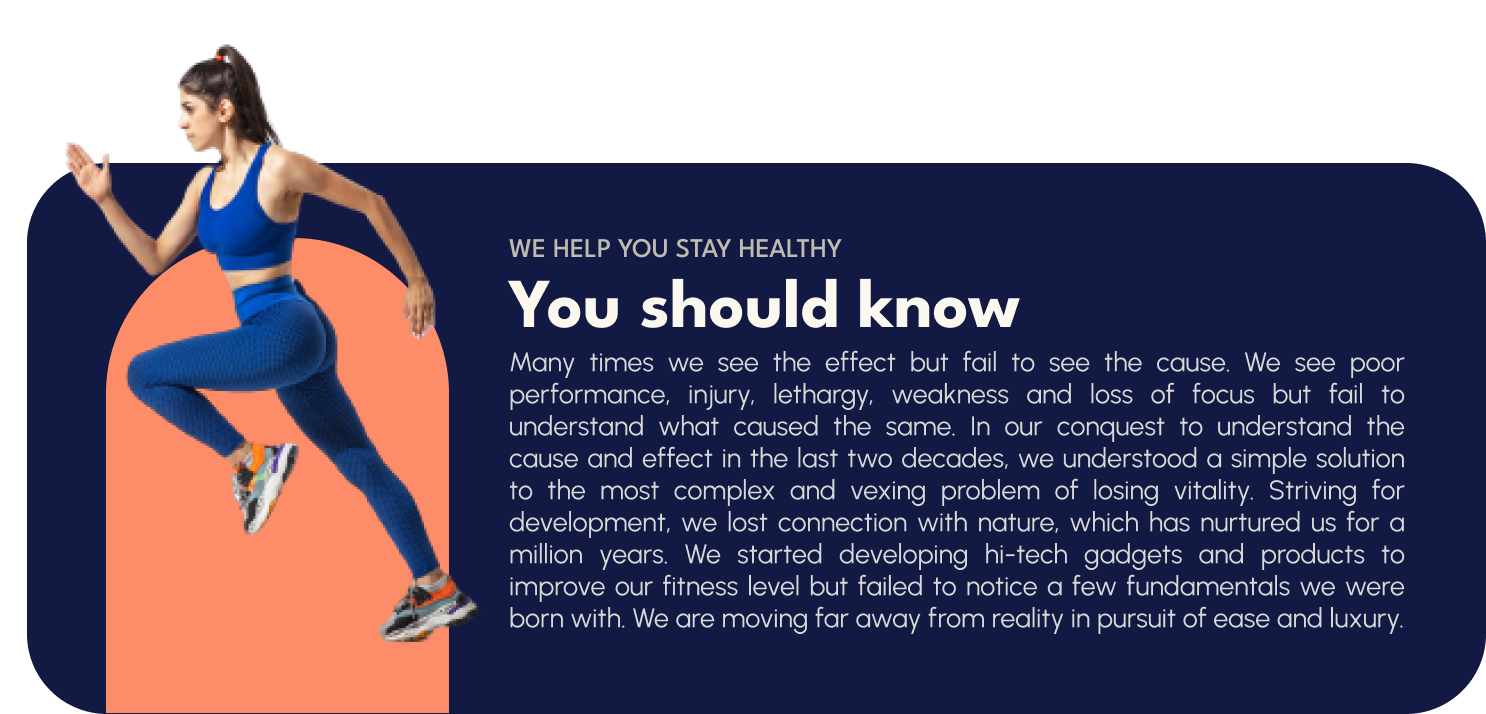 WE HELP YOU STAY HEALTHY
You should know
Many times we see the effect but fail to see the cause. We see poor
performance, injury, lethargy, weakness and loss of focus but fail to
understand what caused the same. In our conquest to understand the
cause and effect in the last two decades, we understood a simple solution
to the most complex and vexing problem of losing vitality. Striving for
development, we lost connection with nature, which has nurtured us for a
million years. We started developing hi-tech gadgets and products to
improve our fitness level but failed to notice a few fundamentals we were
born with. We are moving far away from reality in pursuit of ease and luxury.